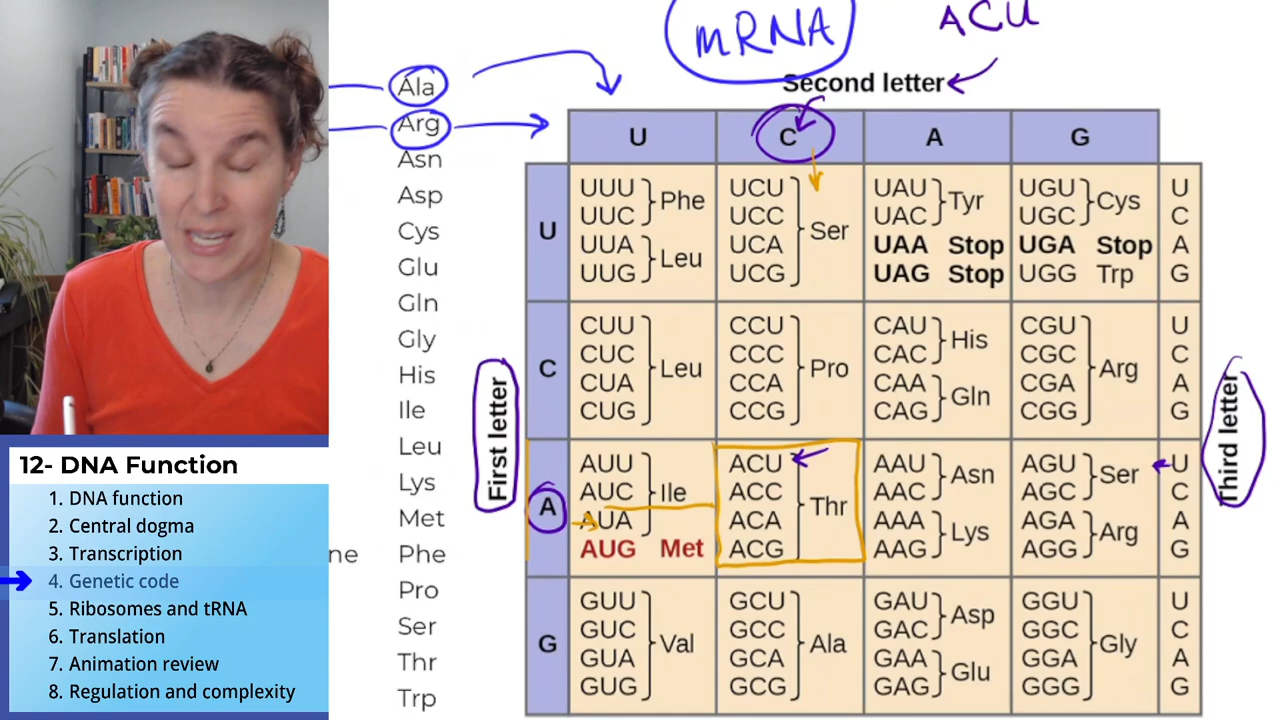 mRNA
ACU
Second letter
U C A G
First letter
Third letter
U
UUU
UUC
Phe
UUA
UUG
Leu
UCU
UCC
UCA
UCG
Ser
UAU
UAC
Tyr
UAA Stop
UAG Stop
UGU
UGC
Cys
UGA Stop
UGG Trp
U
C
A
G
C
CUU
CUC
CUA
CUG
Leu
CCU
CCC
CCA
CCG
Pro
CAU
CAC
His
CAA
CAG
Gln
CGU
CGC
CGA
CGG
Arg
U
C
A
G
A
AUU
AUC
AUA
Ile
AUG Met
ACU
ACC
ACA
ACG
Thr
AAU
AAC
Asn
AAA
AAG
Lys
AGU
AGC
Ser
AGA
AGG
Arg
U
C
A
G
G
GUU
GUC
GUA
GUG
Val
GCU
GCC
GCA
GCG
Ala
GAU
GAC
Asp
GAA
GAG
Glu
GGU
GGC
GGA
GGG
Gly
U
C
A
G
Ala
Arg
Asn
Asp
Cys
Glu
Gln
Gly
His
Ile
Leu
Lys
Met
ne Phe
Pro
Ser
Thr
Trp
12- DNA Function
1. DNA function
2. Central dogma
3. Transcription
4. Genetic code
5. Ribosomes and tRNA
6. Translation
7. Animation review
8. Regulation and complexity